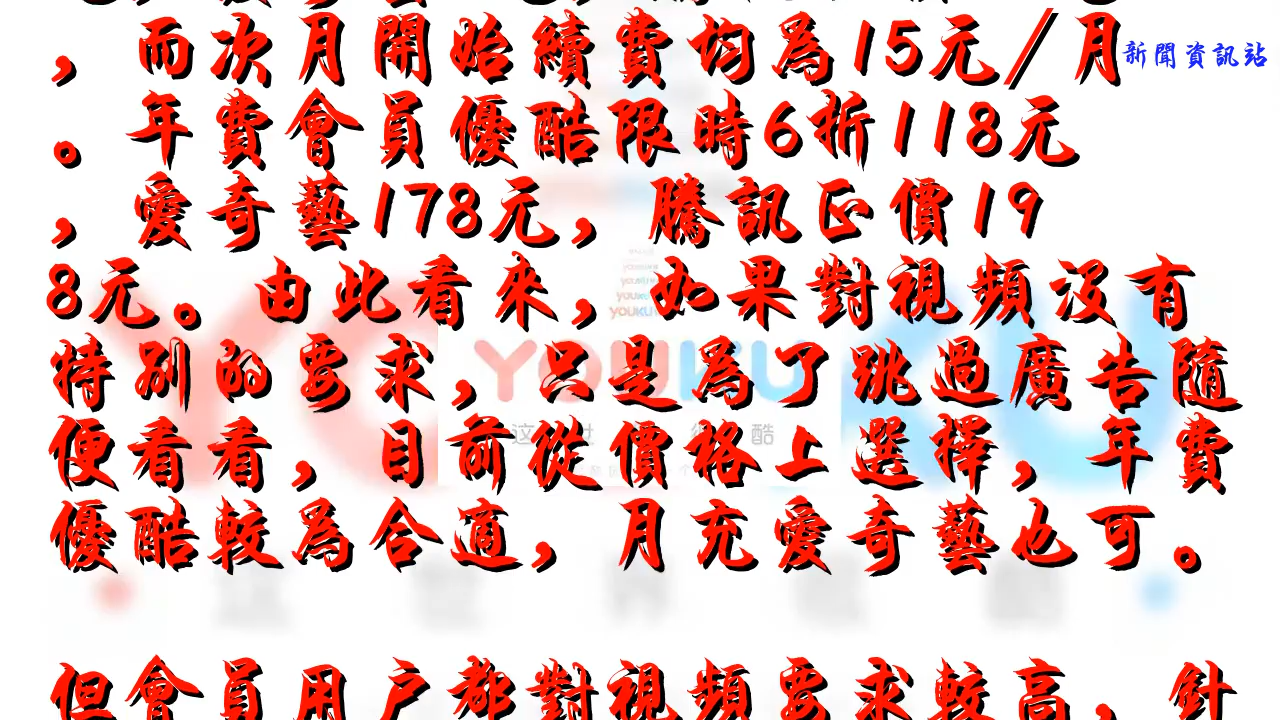 ，而次月開始續費均為15元/月
新聞資訊站
。年費會員優酷限時6折118元
，愛奇藝178元，騰訊正價19
8元。由此看來，如果對視頻沒有
特別的要求，只是為了跳過廣告隨
便看看，目前從價格上選擇，年費
優酷較為合適，月充愛奇藝也可。
但會員用戶都對視頻要求較高，針
YOUKU